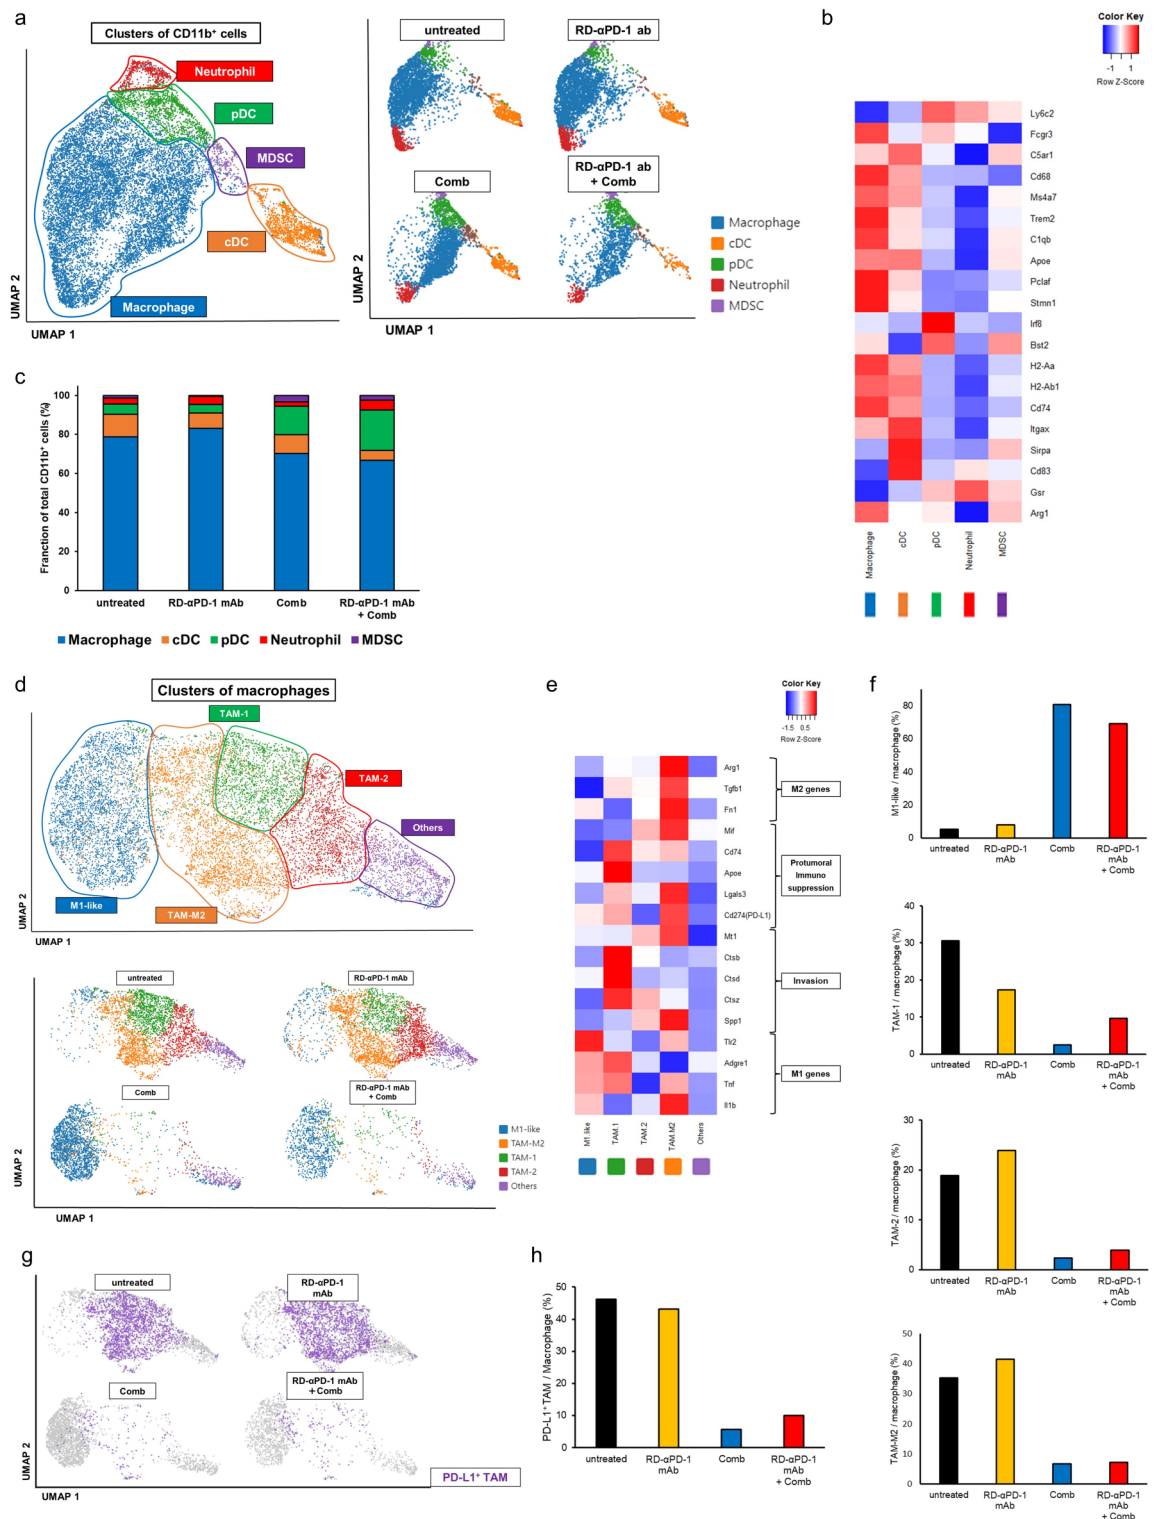 a
Clusters of CD11b⁺ cells
Neutrophil
pDC
MDSC
cDC
Macrophage
UMAP 2
UMAP 1
untreated
RD-αPD-1 ab
Comb
RD-αPD-1 ab
+ Comb
Macrophage
cDC
pDC
Neutrophil
MDSC
UMAP 2
UMAP 1
b
Color Key
-1 1
Row Z-Score
Ly6c2
Fcgr3
C5ar1
Cd68
Ms4a7
Trem2
C1qb
Apoe
Pclaf
Stmn1
Irf8
Bst2
H2-Aa
H2-Ab1
Cd74
Itgax
Sirpa
Cd83
Gsr
Arg1
Macrophage
cDC
pDC
Neutrophil
MDSC
c
Franction of total CD11b⁺ cells (%)
100
80
60
40
20
0
untreated
RD-αPD-1 mAb
Comb
RD-αPD-1 mAb
+ Comb
Macrophage cDC pDC Neutrophil MDSC
d
Clusters of macrophages
TAM-1
TAM-2
Others
M1-like
TAM-M2
UMAP 2
UMAP 1
untreated
RD-αPD-1 mAb
Comb
RD-αPD-1 mAb
+ Comb
M1-like
TAM-M2
TAM-1
TAM-2
Others
UMAP 2
UMAP 1
e
Color Key
-1.5 0.5
Row Z-Score
Arg1
Tgfb1
Fn1
Mif
Cd74
Apoe
Lgals3
Cd274(PD-L1)
Mt1
Ctsb
Ctsd
Ctsz
Spp1
Tlr2
Adgre1
Tnf
Il1b
M2 genes
Protumoral
Immuno
suppression
Invasion
M1 genes
M1.like
TAM.1
TAM.2
TAM.M2
Others
f
M1-like / macrophage (%)
80
60
40
20
0
untreated
RD-αPD-1
mAb
Comb
RD-αPD-1
mAb
+ Comb
TAM-1 / macrophage (%)
40
30
20
10
0
untreated
RD-αPD-1
mAb
Comb
RD-αPD-1
mAb
+ Comb
TAM-2 / macrophage (%)
30
20
10
0
untreated
RD-αPD-1
mAb
Comb
RD-αPD-1
mAb
+ Comb
TAM-M2 / macrophage (%)
50
40
30
20
10
0
untreated
RD-αPD-1
mAb
Comb
RD-αPD-1
mAb
+ Comb
g
untreated
RD-αPD-1
mAb
Comb
RD-αPD-1 mAb
+Comb
PD-L1⁺ TAM
UMAP 2
UMAP 1
h
PD-L1⁺TAM / Macrophage (%)
50
40
30
20
10
0
untreated
RD-αPD-1
mAb
Comb
RD-αPD-1
mAb
+ Comb